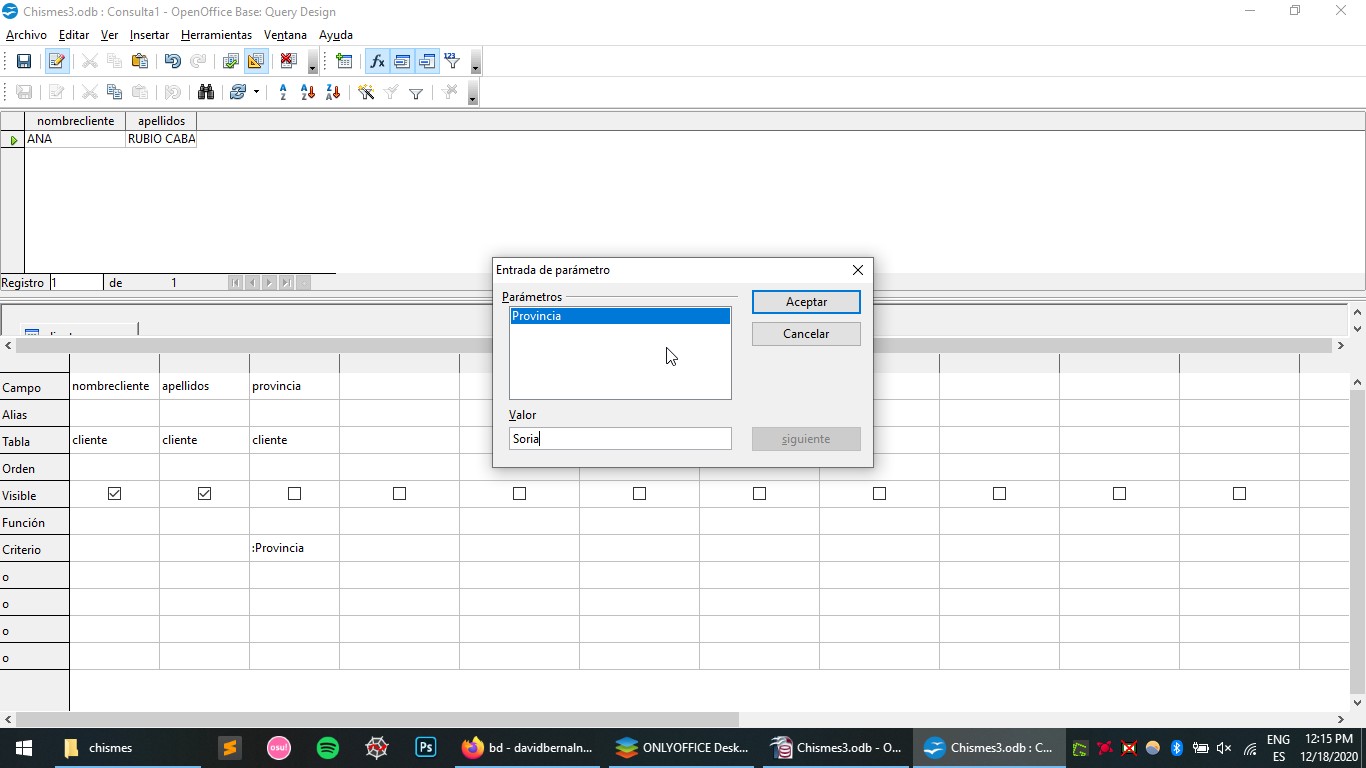 Chismes3.odb : Consulta1 - OpenOffice Base: Query Design
Archivo Editar Ver Insertar Herramientas Ventana Ayuda
nombrecliente apellidos
ANA RUBIO CABA
Registro 1 de 1
Entrada de parámetro
Parámetros
Provincia
Aceptar
Cancelar
Valor
Soria
siguiente
Campo nombrecliente apellidos provincia
Alias
Tabla cliente cliente cliente
Orden
Visible
Función
Criterio :Provincia
o
o
o
o
chismes
osu!
Ps
bd - davidbernaln...
ONLYOFFICE Desk...
Chismes3.odb - O...
Chismes3.odb : C...
ENG
ES
12:15 PM
12/18/2020